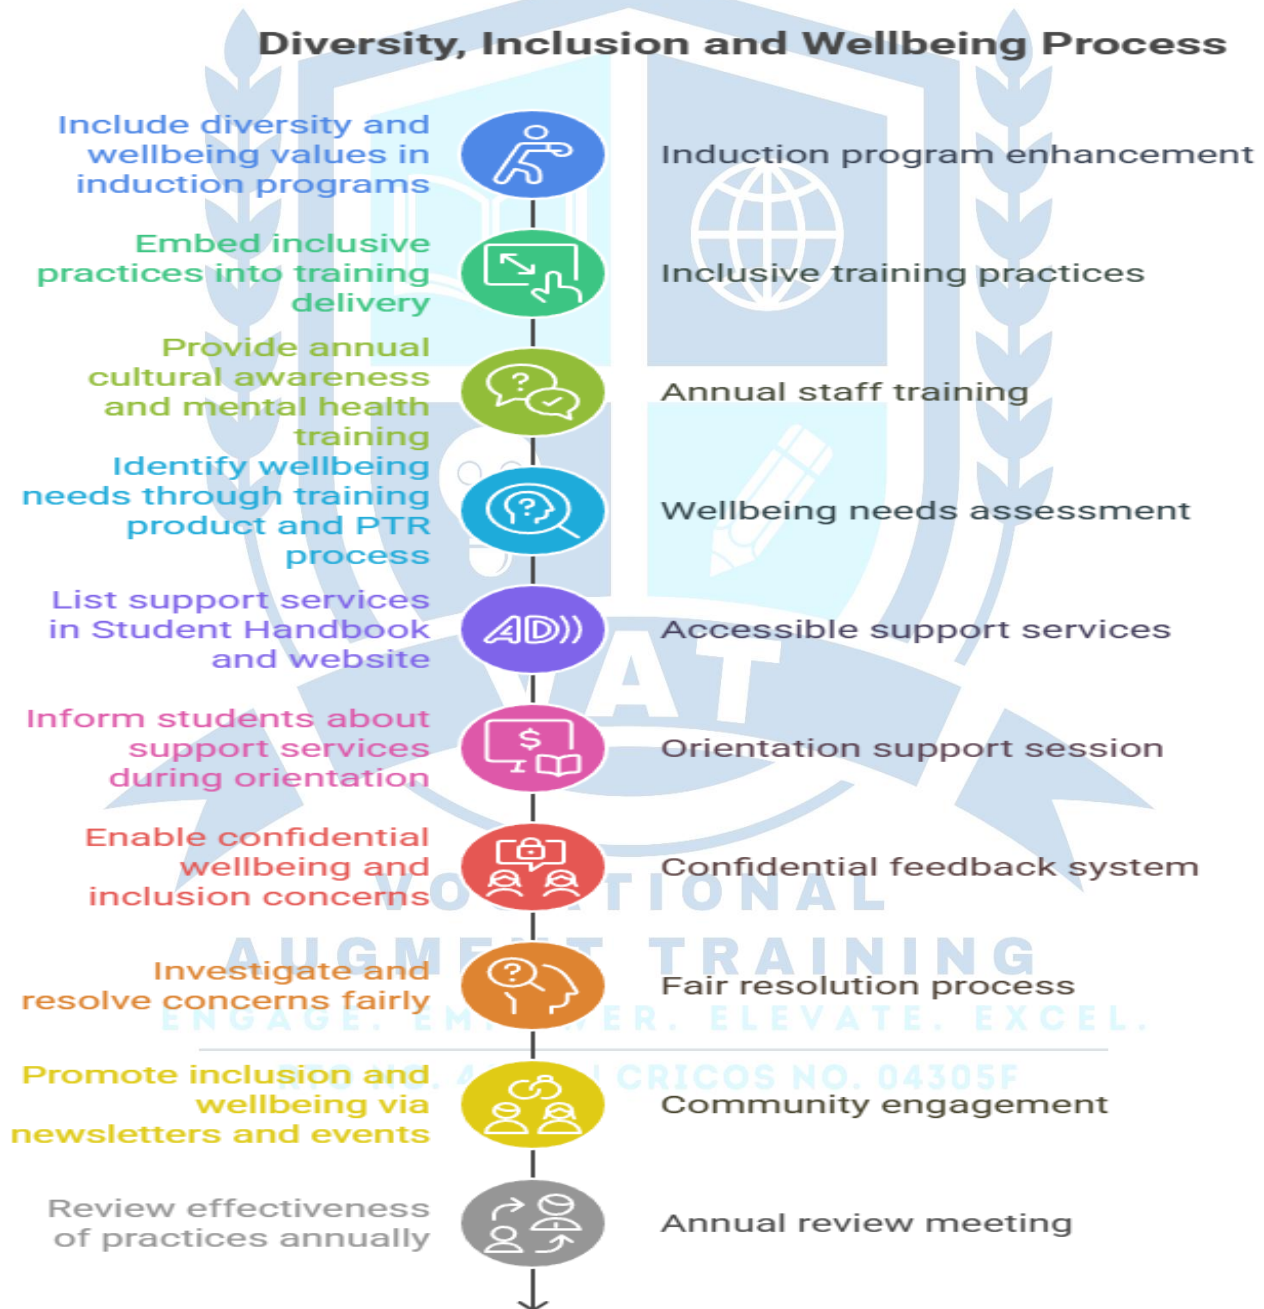 Diversity, Inclusion and Wellbeing Process
Include diversity and
wellbeing values in
induction programs
Induction program enhancement
Embed inclusive
practices into training
delivery
Inclusive training practices
Provide annual
cultural awareness
and mental health
training
Annual staff training
Identify wellbeing
needs through training
product and PTR
process
Wellbeing needs assessment
List support services
in Student Handbook
and website
AD))
Accessible support services
VAT
Inform students about
support services
during orientation
$
Orientation support session
Enable confidential
wellbeing and
inclusion concerns
Confidential feedback system
TRAINING
Investigate and
resolve concerns fairly
Fair resolution process
ENGAGE. ELEVATE. EXCEL.
CRICOS NO. 04305F
Promote inclusion and
wellbeing via
newsletters and events
Community engagement
Review effectiveness
of practices annually
Annual review meeting